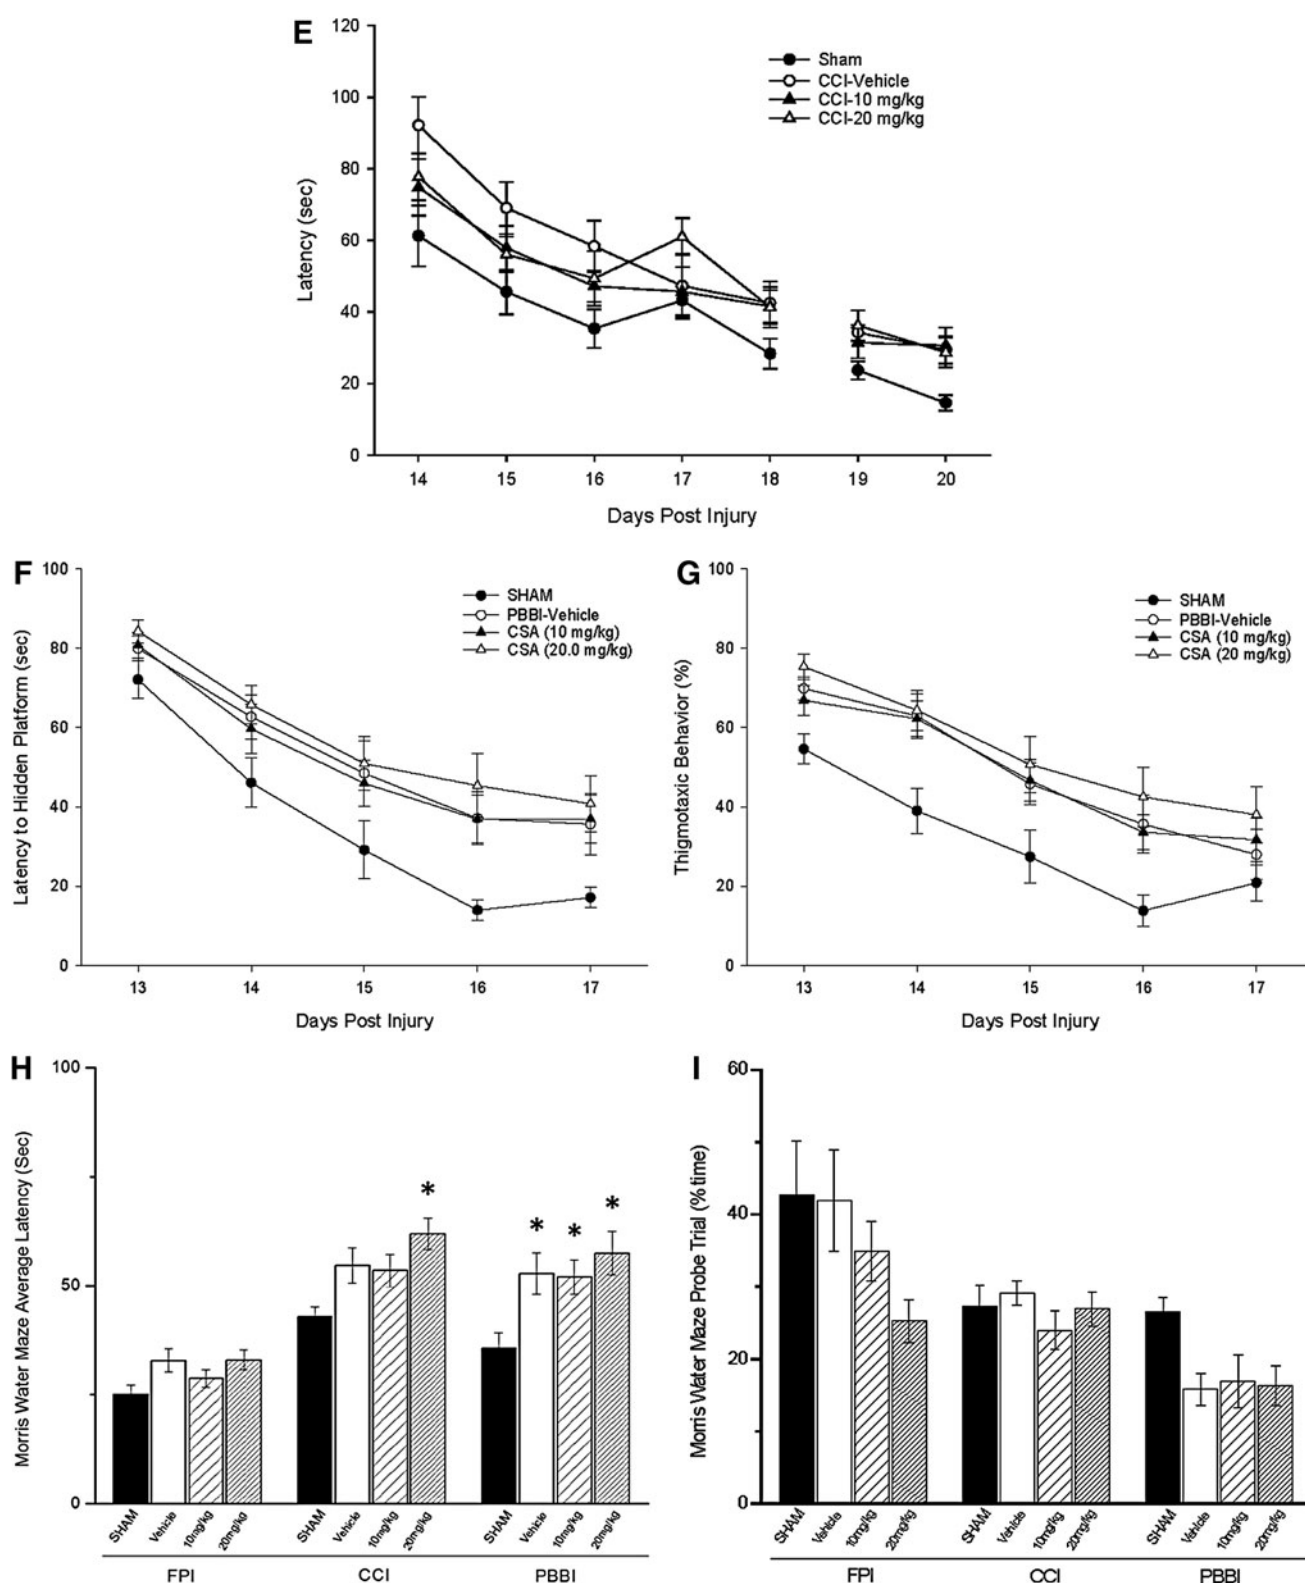 E
120
100
80
60
40
20
0
Latency (sec)
Sham
CCI-Vehicle
CCI-10 mg/kg
CCI-20 mg/kg
14 15 16 17 18 19 20
Days Post Injury
F
100
80
60
40
20
0
Latency to Hidden Platform (sec)
SHAM
PBBI-Vehicle
CSA (10 mg/kg)
CSA (20.0 mg/kg)
13 14 15 16 17
Days Post Injury
G
100
80
60
40
20
0
Thigmotaxic Behavior (%)
SHAM
PBBI-Vehicle
CSA (10 mg/kg)
CSA (20 mg/kg)
13 14 15 16 17
Days Post Injury
H
100
50
0
Morris Water Maze Average Latency (Sec)
* * * *
SHAM Vehicle 10mg/kg 20mg/kg SHAM Vehicle 10mg/kg 20mg/kg SHAM Vehicle 10mg/kg 20mg/kg
FPI CCI PBBI
I
60
40
20
0
Morris Water Maze Probe Trial (% time)
SHAM Vehicle 10mg/kg 20mg/kg SHAM Vehicle 10mg/kg 20mg/kg SHAM Vehicle 10mg/kg 20mg/kg
FPI CCI PBBI